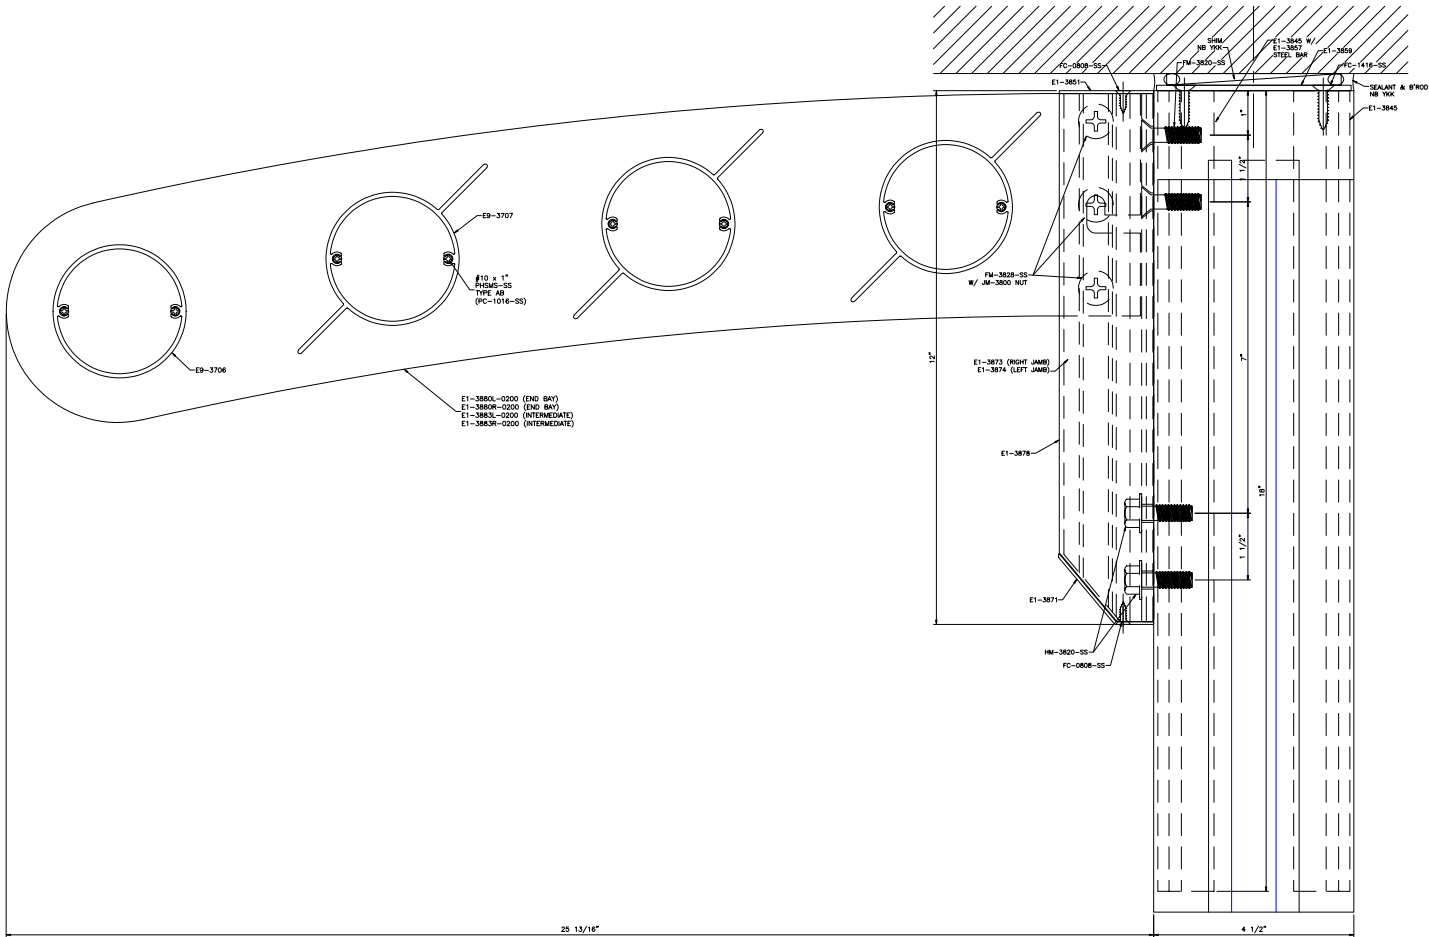 SHIM
NB YKK
E1-3845 W/
E1-3857
STEEL BAR
E1-3859
FC-0808-SS
FM-3820-SS
FC-1416-SS
E1-3851
SEALANT & B'ROD
NB YKK
E1-3845
1"
1 1/2"
E9-3707
#10 x 1"
PHSMS-SS
TYPE AB
(PC-1016-SS)
FM-3828-SS
W/ JM-3800 NUT
12"
7"
E1-3873 (RIGHT JAMB)
E1-3874 (LEFT JAMB)
E9-3706
E1-3880L-0200 (END BAY)
E1-3880R-0200 (END BAY)
E1-3883L-0200 (INTERMEDIATE)
E1-3883R-0200 (INTERMEDIATE)
E1-3878
18"
1 1/2"
E1-3871
HM-3820-SS
FC-0808-SS
25 13/16"
4 1/2"